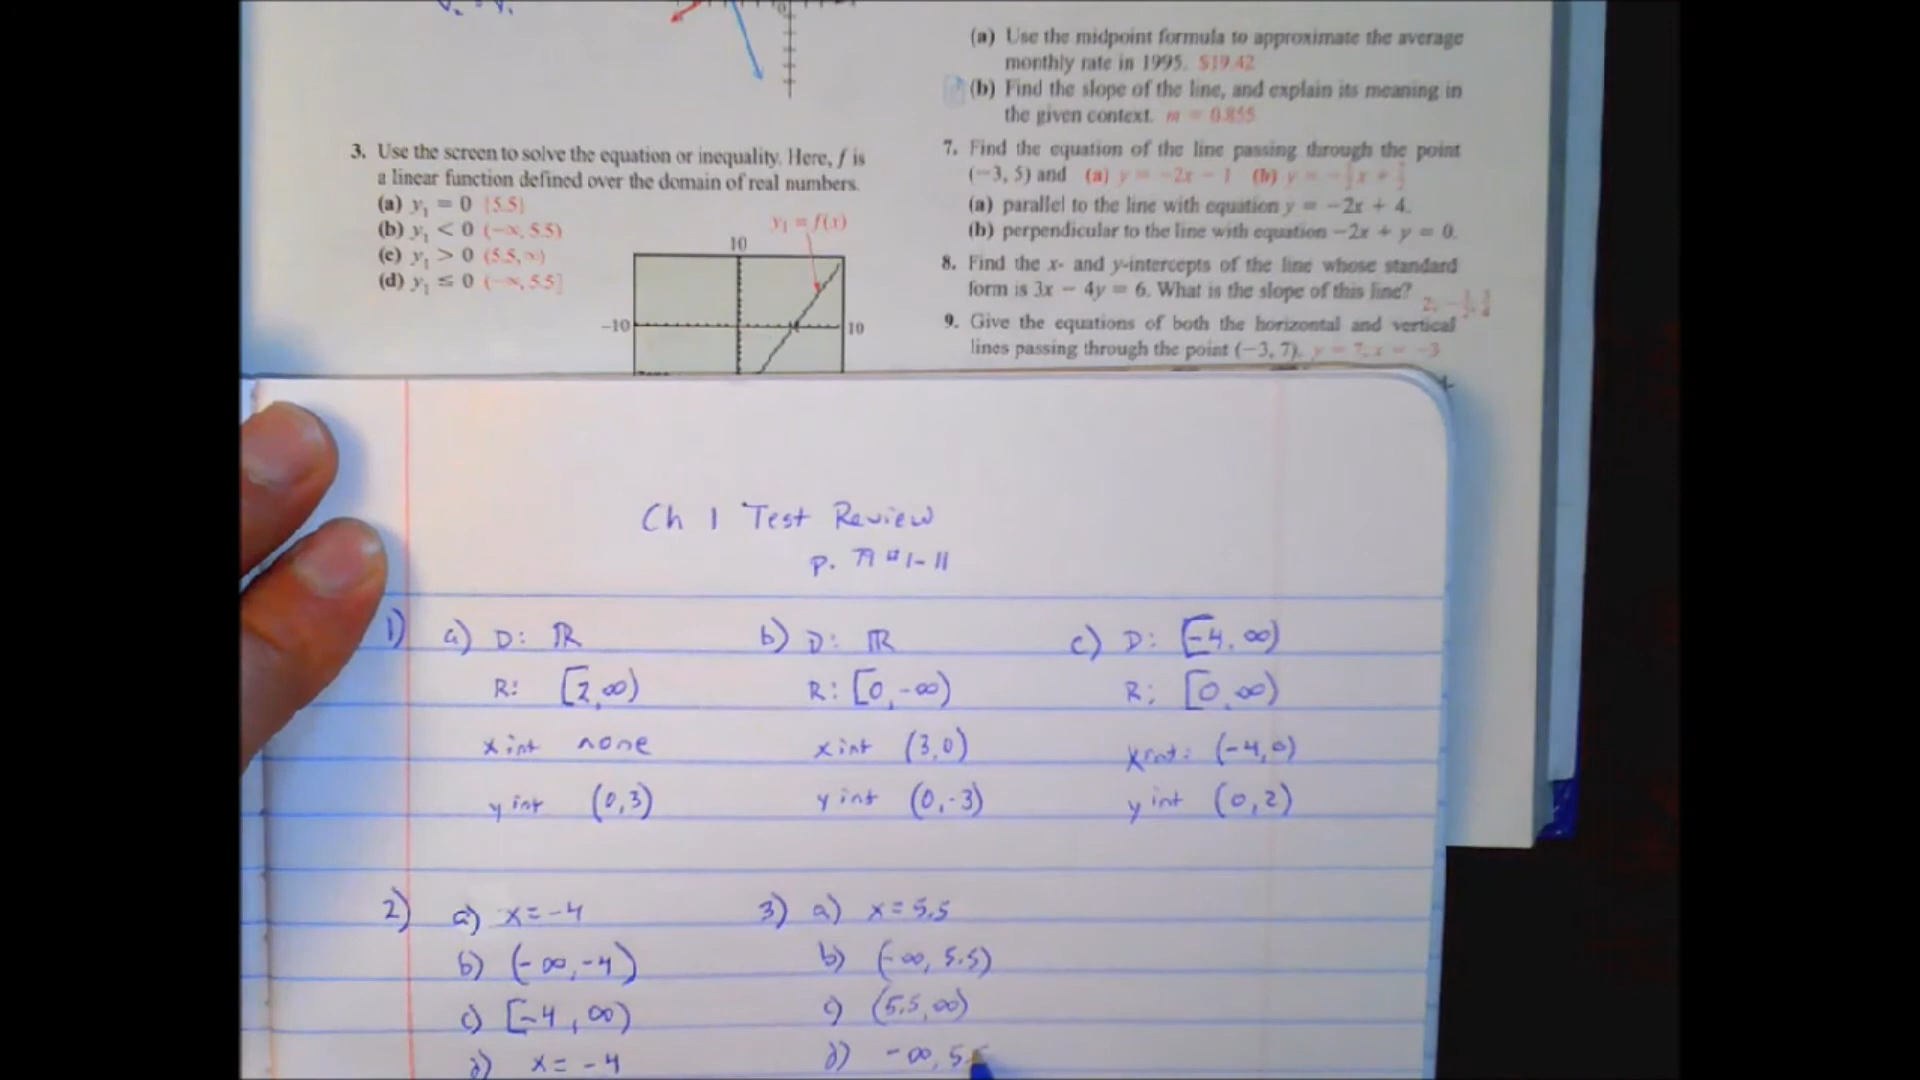 (a) Use the midpoint formula to approximate the average
monthly rate in 1995. $19.42
(b) Find the slope of the line, and explain its meaning in
the given context. m = 0.855
3. Use the screen to solve the equation or inequality. Here, f is
a linear function defined over the domain of real numbers.
(a) y₁ = 0 {5.5}
(b) y₁ < 0 (−∞, 5.5)
(c) y₁ > 0 (5.5, ∞)
(d) y₁ ≤ 0 (−∞, 5.5]
y₁ = f(x)
10
−10
10
7. Find the equation of the line passing through the point
(−3, 5) and (a) y = −2x − 1 (b)
(a) parallel to the line with equation y = −2x + 4.
(b) perpendicular to the line with equation −2x + y = 0.
8. Find the x- and y-intercepts of the line whose standard
form is 3x − 4y = 6. What is the slope of this line?
9. Give the equations of both the horizontal and vertical
lines passing through the point (−3, 7). y = 7; x = −3
Ch 1 Test Review
p. 79 #1-11
1) a) D: ℝ b) D: ℝ c) D: [-4, ∞)
R: [2, ∞) R: [0, -∞) R: [0, ∞)
x int none x int (3,0) x int: (-4,0)
y int (0,3) y int (0,-3) y int (0,2)
2) a) x = -4 3) a) x = 5.5
b) (-∞, -4) b) (-∞, 5.5)
c) [-4, ∞) c) (5.5, ∞)
d) x = -4 d) -∞, 5.5